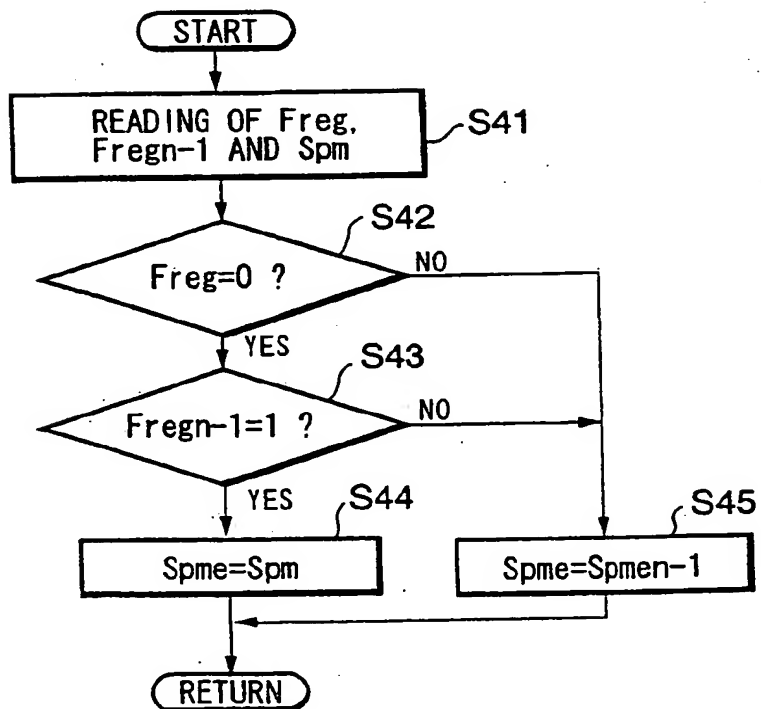 START
READING OF Freg,
Fregn-1 AND Spm
S41
S42
Freg=0 ?
NO
YES
S43
Fregn-1=1 ?
NO
YES
S44
S45
Spme=Spm
Spme=Spmen-1
RETURN